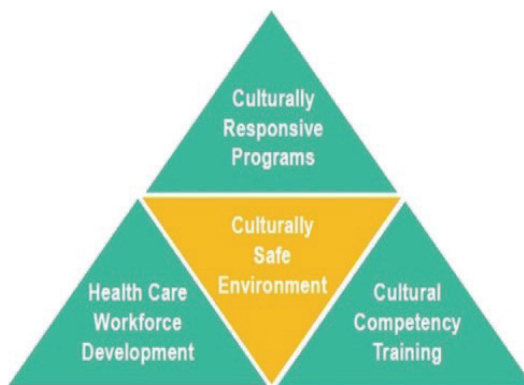 Culturally
Responsive
Programs
Culturally
Safe
Environment
Health Care
Workforce
Development
Cultural
Competency
Training